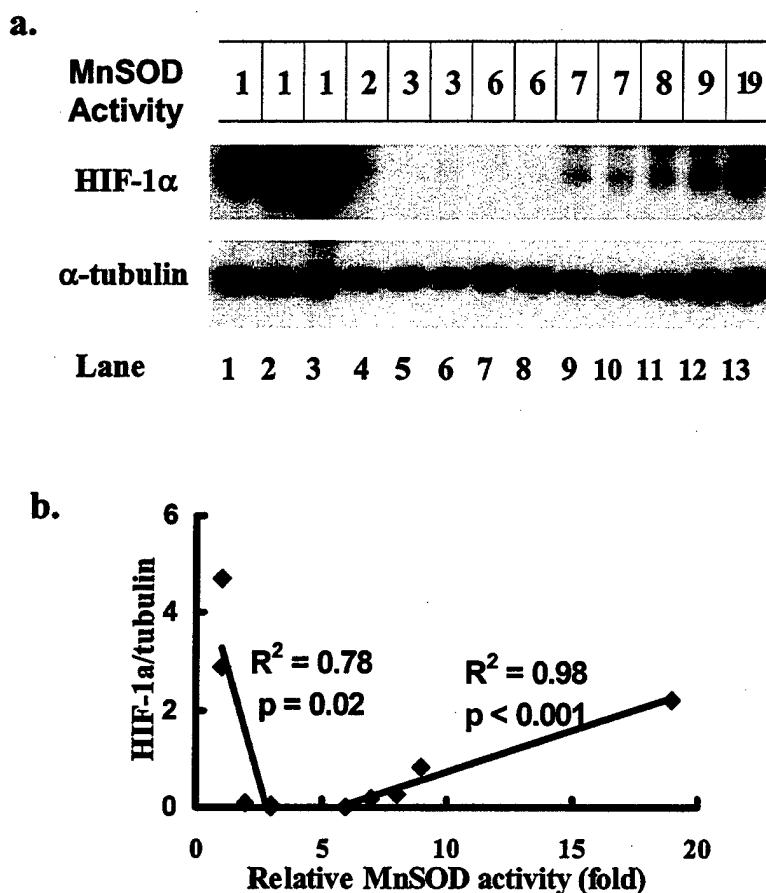 a.
MnSOD Activity 1 1 1 2 3 3 6 6 7 7 8 9 19
HIF-1α
α-tubulin
Lane 1 2 3 4 5 6 7 8 9 10 11 12 13
b.
HIF-1a/tubulin
6
4
2
0
R² = 0.78
p = 0.02
R² = 0.98
p < 0.001
0 5 10 15 20
Relative MnSOD activity (fold)